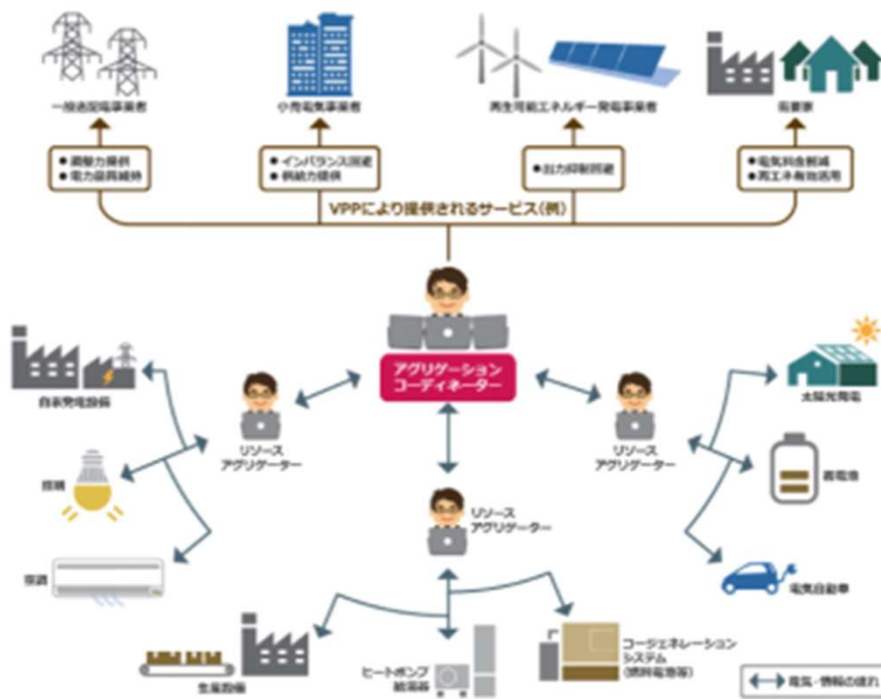 一般送配電事業者
小売電気事業者
再生可能エネルギー発電事業者
需要家
● 調整力提供
● 電力品質維持
● インバランス回避
● 供給力提供
● 出力抑制回避
● 電気料金削減
● 再エネ有効活用
VPPにより提供されるサービス(例)
アグリゲーション
コーディネーター
自家発電設備
リソース
アグリゲーター
リソース
アグリゲーター
太陽光発電
照明
リソース
アグリゲーター
蓄電池
空調
電気自動車
生産設備
ヒートポンプ
給湯器
コージェネレーション
システム
(燃料電池等)
電気・情報の流れ